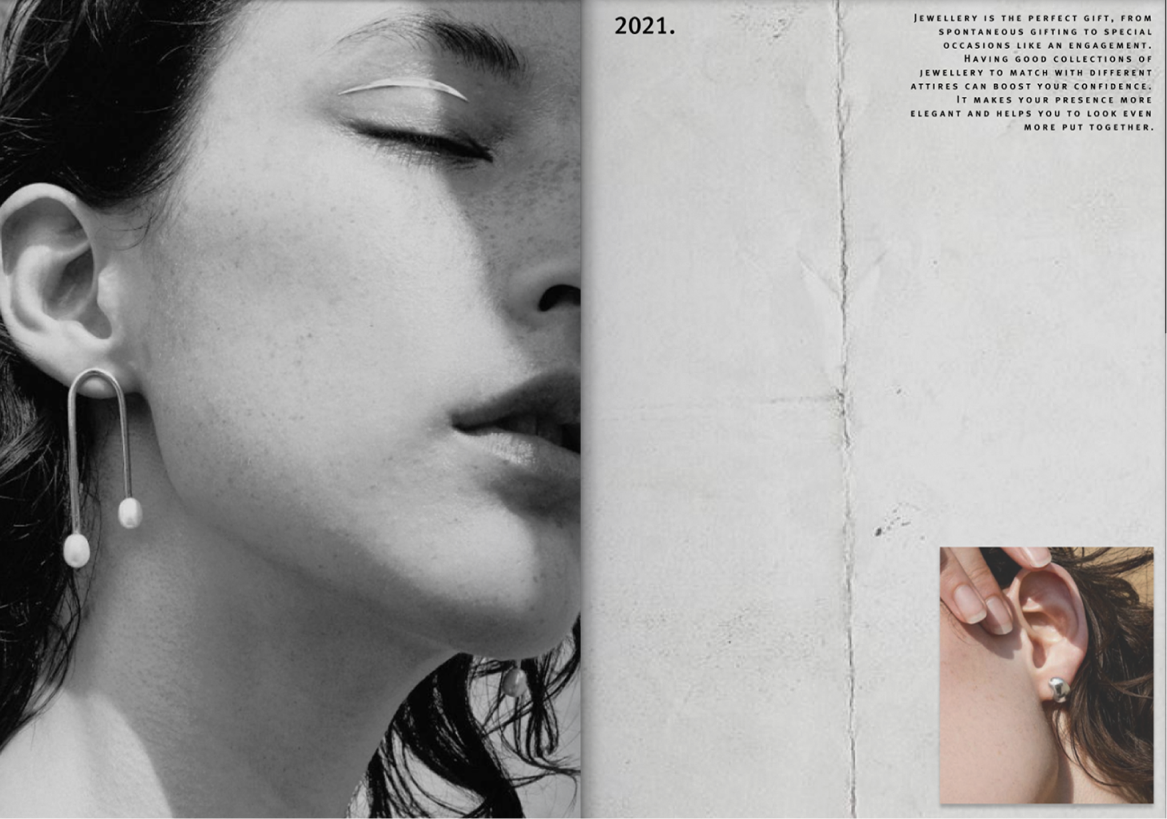 2021.
Jewellery is the perfect gift, from
spontaneous gifting to special
occasions like an engagement.
Having good collections of
jewellery to match with different
attires can boost your confidence.
It makes your presence more
elegant and helps you to look even
more put together.